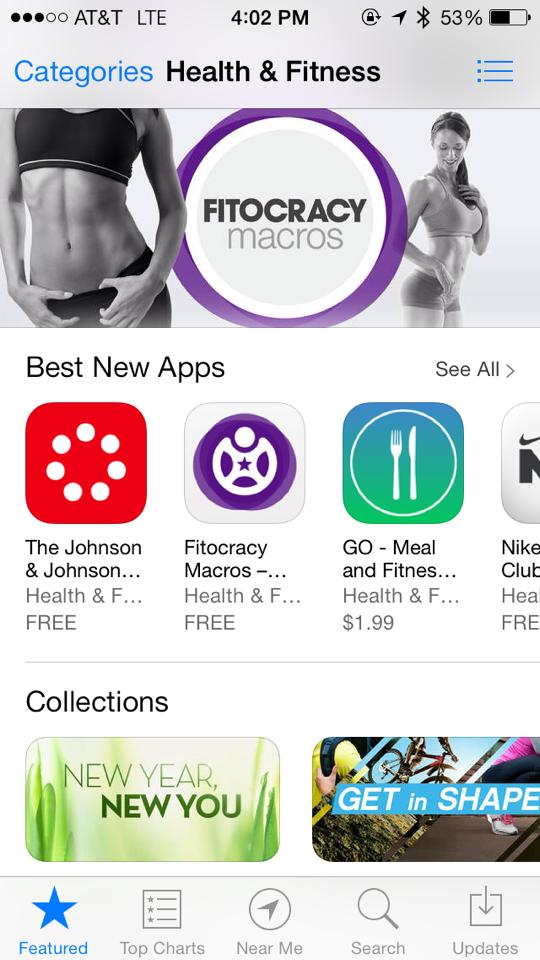 AT&T LTE 4:02 PM 53%
Categories Health & Fitness
FITOCRACY
macros
Best New Apps See All
The Johnson
& Johnson...
Health & F...
FREE
Fitocracy
Macros –...
Health & F...
FREE
GO - Meal
and Fitnes...
Health & F...
$1.99
Nike
Club
Heal
FRE
Collections
NEW YEAR,
NEW YOU
GET in SHAPE
Featured Top Charts Near Me Search Updates